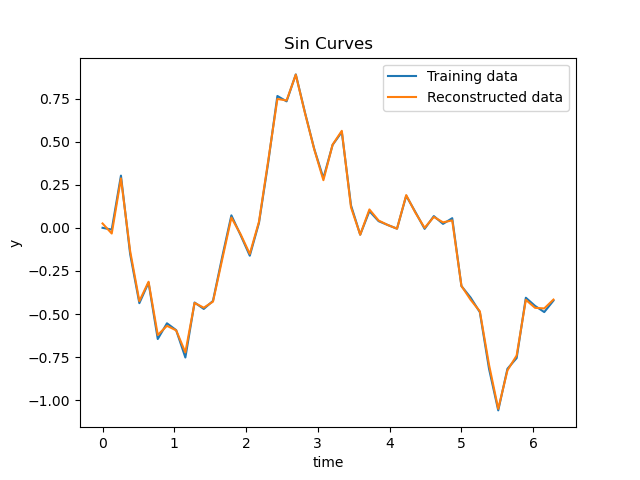 Sin Curves
Training data
Reconstructed data
y
0.75
0.50
0.25
0.00
−0.25
−0.50
−0.75
−1.00
0 1 2 3 4 5 6
time